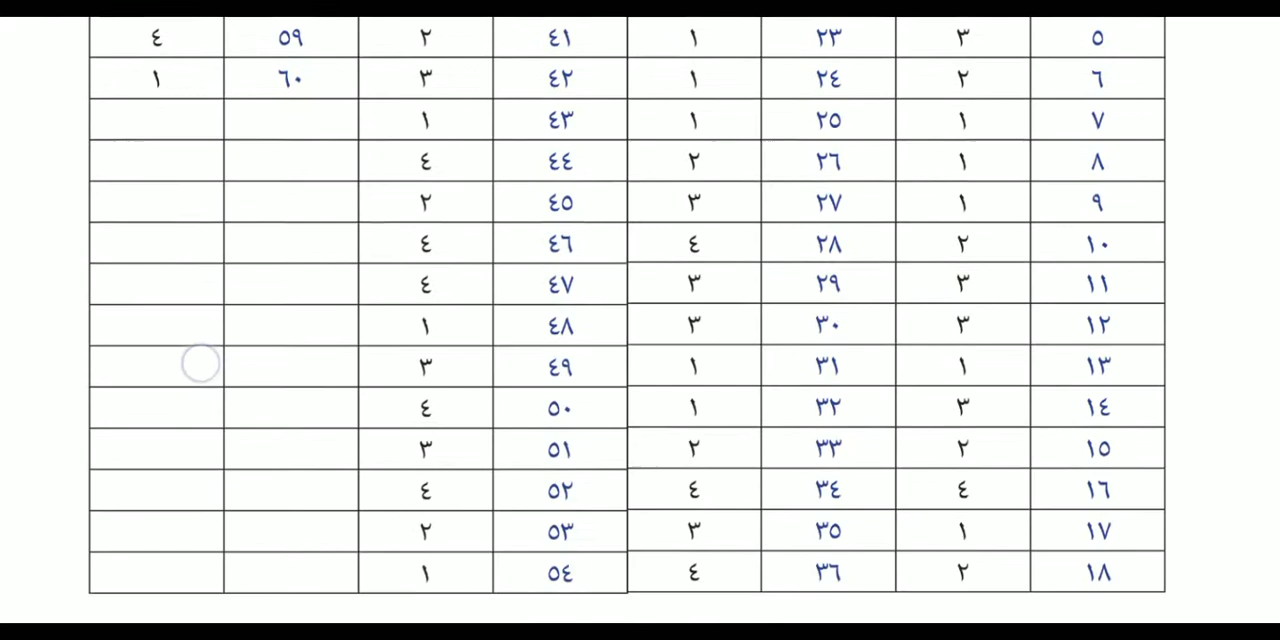 ٥ ٣ ٢٣ ١ ٤١ ٢ ٥٩ ٤
٦ ٢ ٢٤ ١ ٤٢ ٣ ٦٠ ١
٧ ١ ٢٥ ١ ٤٣ ١
٨ ١ ٢٦ ٢ ٤٤ ٤
٩ ١ ٢٧ ٣ ٤٥ ٢
١٠ ٢ ٢٨ ٤ ٤٦ ٤
١١ ٣ ٢٩ ٣ ٤٧ ٤
١٢ ٣ ٣٠ ٣ ٤٨ ١
١٣ ١ ٣١ ١ ٤٩ ٣
١٤ ٣ ٣٢ ١ ٥٠ ٤
١٥ ٢ ٣٣ ٢ ٥١ ٣
١٦ ٤ ٣٤ ٤ ٥٢ ٤
١٧ ١ ٣٥ ٣ ٥٣ ٢
١٨ ٢ ٣٦ ٤ ٥٤ ١